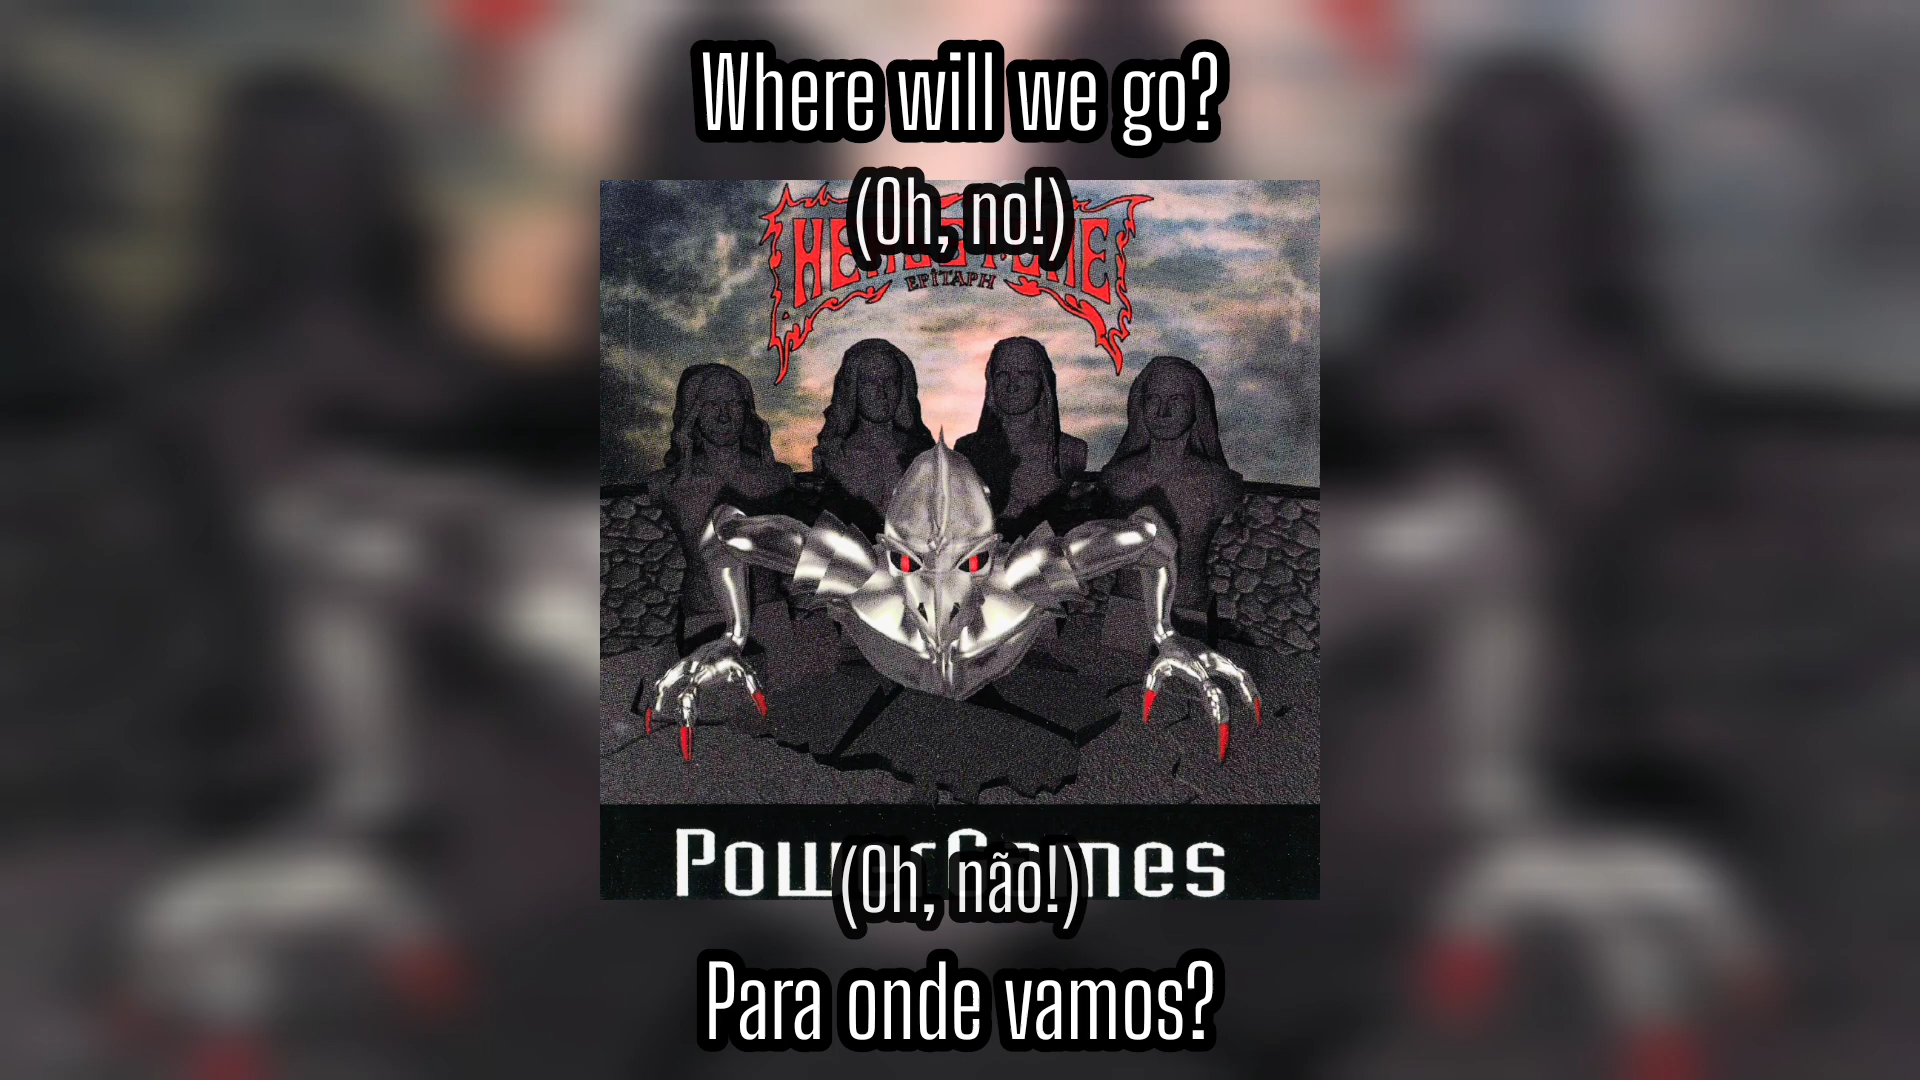 Where will we go?
(Oh, no!)
EPITAPH
(Oh, não!)
Para onde vamos?